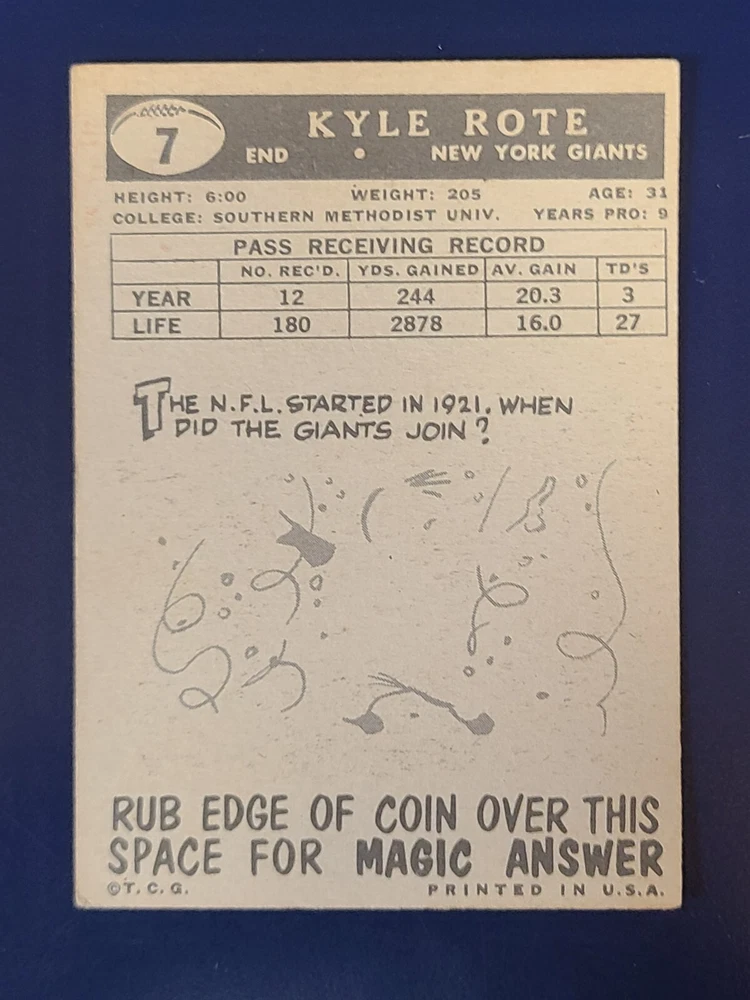 7
KYLE ROTE
END • NEW YORK GIANTS
HEIGHT: 6:00 WEIGHT: 205 AGE: 31
COLLEGE: SOUTHERN METHODIST UNIV. YEARS PRO: 9
PASS RECEIVING RECORD
NO. REC'D. YDS. GAINED AV. GAIN TD'S
YEAR 12 244 20.3 3
LIFE 180 2878 16.0 27
THE N.F.L. STARTED IN 1921. WHEN
DID THE GIANTS JOIN?
RUB EDGE OF COIN OVER THIS
SPACE FOR MAGIC ANSWER
©T.C.G. PRINTED IN U.S.A.